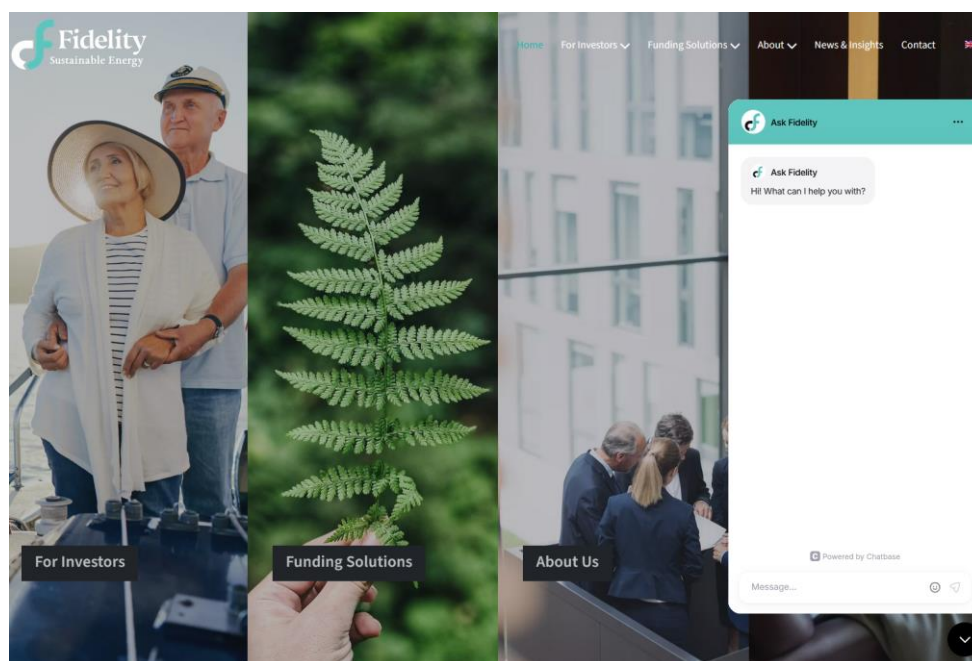 Fidelity
Sustainable Energy
Home For Investors Funding Solutions About News & Insights Contact
Ask Fidelity
Ask Fidelity
Hi! What can I help you with?
For Investors
Funding Solutions
About Us
Powered by Chatbase
Message...